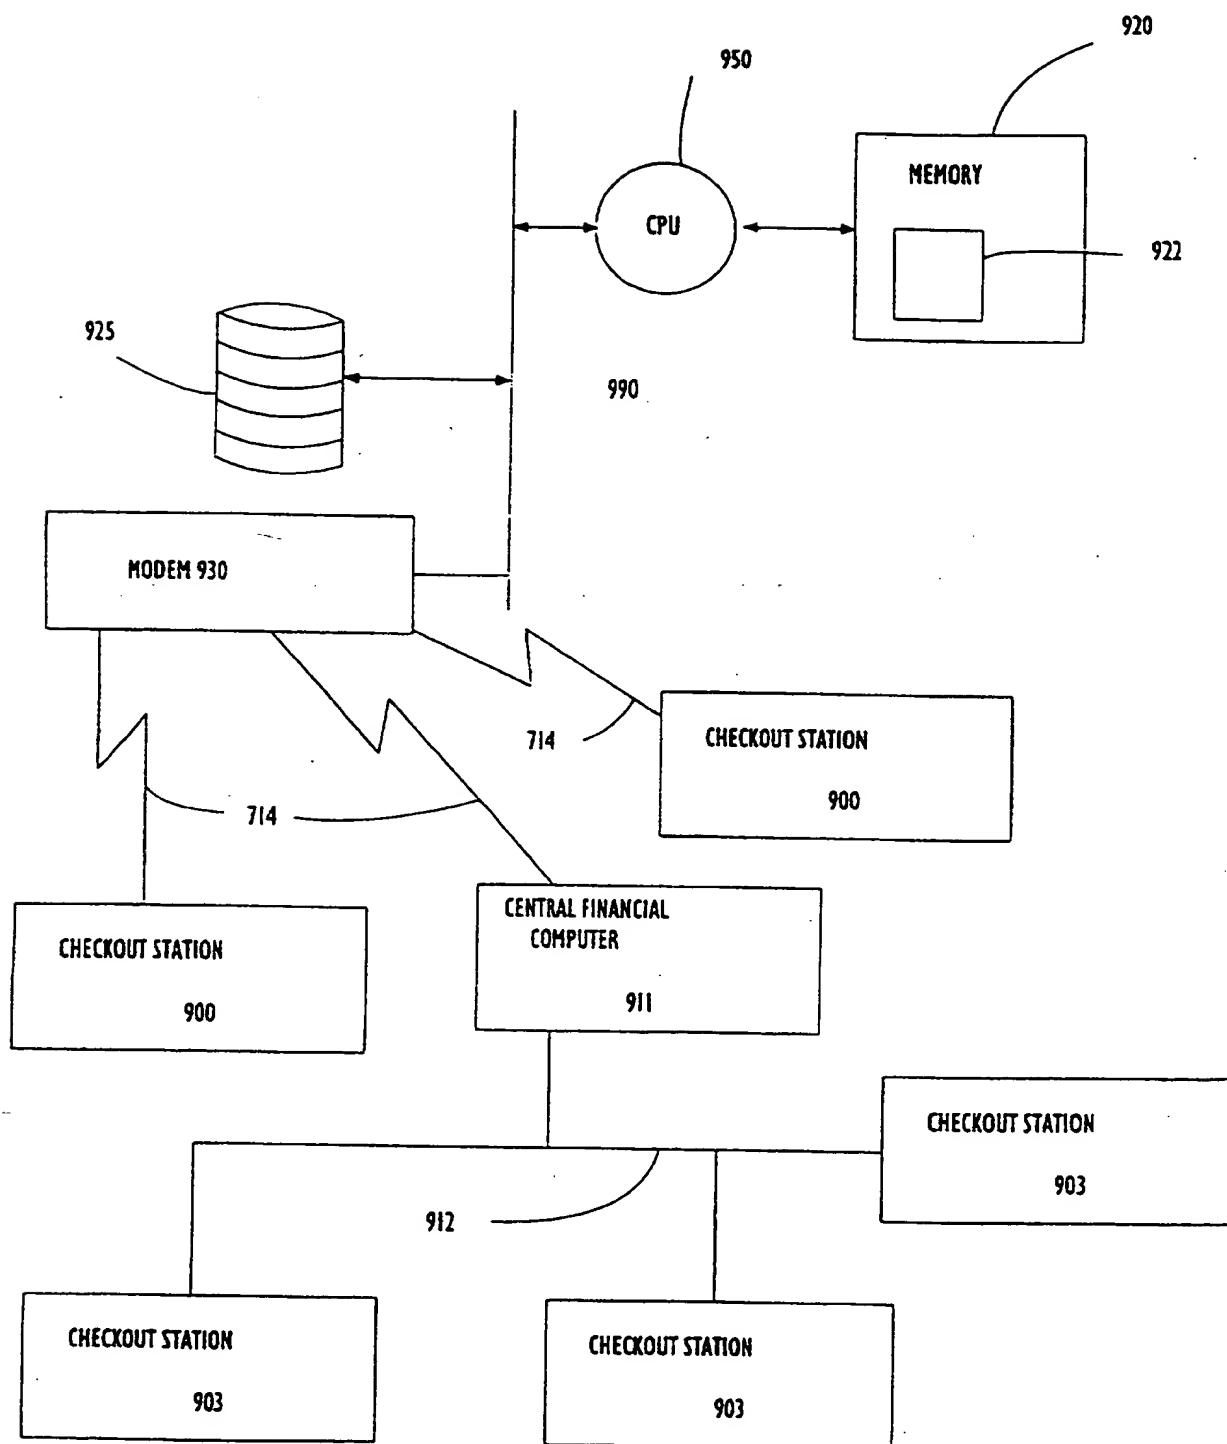 920
950
MEMORY
CPU
922
925
990
MODEM 930
714
CHECKOUT STATION
900
714
CENTRAL FINANCIAL
COMPUTER
911
CHECKOUT STATION
900
CHECKOUT STATION
903
912
CHECKOUT STATION
903
CHECKOUT STATION
903